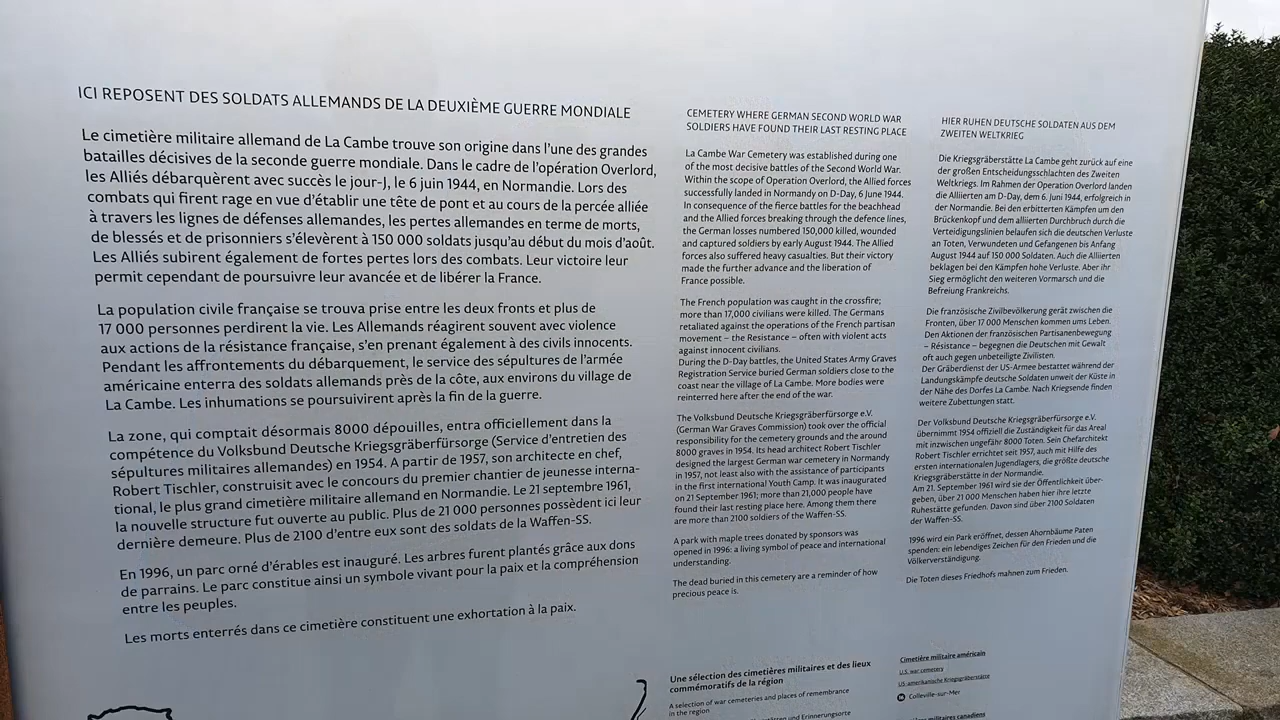 ICI REPOSENT DES SOLDATS ALLEMANDS DE LA DEUXIÈME GUERRE MONDIALE
Le cimetière militaire allemand de La Cambe trouve son origine dans l'une des grandes
batailles décisives de la seconde guerre mondiale. Dans le cadre de l'opération Overlord,
les Alliés débarquèrent avec succès le jour-J, le 6 juin 1944, en Normandie. Lors des
combats qui firent rage en vue d'établir une tête de pont et au cours de la percée alliée
à travers les lignes de défenses allemandes, les pertes allemandes en terme de morts,
de blessés et de prisonniers s'élevèrent à 150 000 soldats jusqu'au début du mois d'août.
Les Alliés subirent également de fortes pertes lors des combats. Leur victoire leur
permit cependant de poursuivre leur avancée et de libérer la France.
La population civile française se trouva prise entre les deux fronts et plus de
17 000 personnes perdirent la vie. Les Allemands réagirent souvent avec violence
aux actions de la résistance française, s'en prenant également à des civils innocents.
Pendant les affrontements du débarquement, le service des sépultures de l'armée
américaine enterra des soldats allemands près de la côte, aux environs du village de
La Cambe. Les inhumations se poursuivirent après la fin de la guerre.
La zone, qui comptait désormais 8000 dépouilles, entra officiellement dans la
compétence du Volksbund Deutsche Kriegsgräberfürsorge (Service d'entretien des
sépultures militaires allemandes) en 1954. A partir de 1957, son architecte en chef,
Robert Tischler, construisit avec le concours du premier chantier de jeunesse interna-
tional, le plus grand cimetière militaire allemand en Normandie. Le 21 septembre 1961,
la nouvelle structure fut ouverte au public. Plus de 21 000 personnes possèdent ici leur
dernière demeure. Plus de 2100 d'entre eux sont des soldats de la Waffen-SS.
En 1996, un parc orné d'érables est inauguré. Les arbres furent plantés grâce aux dons
de parrains. Le parc constitue ainsi un symbole vivant pour la paix et la compréhension
entre les peuples.
Les morts enterrés dans ce cimetière constituent une exhortation à la paix.
CEMETERY WHERE GERMAN SECOND WORLD WAR
SOLDIERS HAVE FOUND THEIR LAST RESTING PLACE
La Cambe War Cemetery was established during one
of the most decisive battles of the Second World War.
Within the scope of Operation Overlord, the Allied forces
successfully landed in Normandy on D-Day, 6 June 1944.
In consequence of the fierce battles for the beachhead
and the Allied forces breaking through the defence lines,
the German losses numbered 150,000 killed, wounded
and captured soldiers by early August 1944. The Allied
forces also suffered heavy casualties. But their victory
made the further advance and the liberation of
France possible.
The French population was caught in the crossfire;
more than 17,000 civilians were killed. The Germans
retaliated against the operations of the French partisan
movement – the Resistance – often with violent acts
against innocent civilians.
During the D-Day battles, the United States Army Graves
Registration Service buried German soldiers close to the
coast near the village of La Cambe. More bodies were
reinterred here after the end of the war.
The Volksbund Deutsche Kriegsgräberfürsorge e.V.
(German War Graves Commission) took over the official
responsibility for the cemetery grounds and the around
8000 graves in 1954. Its head architect Robert Tischler
designed the largest German war cemetery in Normandy
in 1957, not least also with the assistance of participants
in the first international Youth Camp. It was inaugurated
on 21 September 1961; more than 21,000 people have
found their last resting place here. Among them there
are more than 2100 soldiers of the Waffen-SS.
A park with maple trees donated by sponsors was
opened in 1996: a living symbol of peace and international
understanding.
The dead buried in this cemetery are a reminder of how
precious peace is.
HIER RUHEN DEUTSCHE SOLDATEN AUS DEM
ZWEITEN WELTKRIEG
Die Kriegsgräberstätte La Cambe geht zurück auf eine
der großen Entscheidungsschlachten des Zweiten
Weltkriegs. Im Rahmen der Operation Overlord landen
die Alliierten am D-Day, dem 6. Juni 1944, erfolgreich in
der Normandie. Bei den erbitterten Kämpfen um den
Brückenkopf und dem alliierten Durchbruch durch die
Verteidigungslinien belaufen sich die deutschen Verluste
an Toten, Verwundeten und Gefangenen bis Anfang
August 1944 auf 150 000 Soldaten. Auch die Alliierten
beklagen bei den Kämpfen hohe Verluste. Aber ihr
Sieg ermöglicht den weiteren Vormarsch und die
Befreiung Frankreichs.
Die französische Zivilbevölkerung gerät zwischen die
Fronten, über 17 000 Menschen kommen ums Leben.
Den Aktionen der französischen Partisanenbewegung
– Résistance – begegnen die Deutschen mit Gewalt
oft auch gegen unbeteiligte Zivilisten.
Der Gräberdienst der US-Armee bestattet während der
Landungskämpfe deutsche Soldaten unweit der Küste in
der Nähe des Dorfes La Cambe. Nach Kriegsende finden
weitere Zubettungen statt.
Der Volksbund Deutsche Kriegsgräberfürsorge e.V.
übernimmt 1954 offiziell die Zuständigkeit für das Areal
mit inzwischen ungefähr 8000 Toten. Sein Chefarchitekt
Robert Tischler errichtet seit 1957, auch mit Hilfe des
ersten internationalen Jugendlagers, die größte deutsche
Kriegsgräberstätte in der Normandie.
Am 21. September 1961 wird sie der Öffentlichkeit über-
geben, über 21 000 Menschen haben hier ihre letzte
Ruhestätte gefunden. Davon sind über 2100 Soldaten
der Waffen-SS.
1996 wird ein Park eröffnet, dessen Ahornbäume Paten
spenden: ein lebendiges Zeichen für den Frieden und die
Völkerverständigung.
Die Toten dieses Friedhofs mahnen zum Frieden.
Une sélection des cimetières militaires et des lieux
commémoratifs de la région
A selection of war cemeteries and places of remembrance
in the region
und Erinnerungsorte
Cimetière militaire américain
U.S. war cemetery
US-amerikanische Kriegsgräberstätte
Colleville-sur-Mer
militaires canadiens